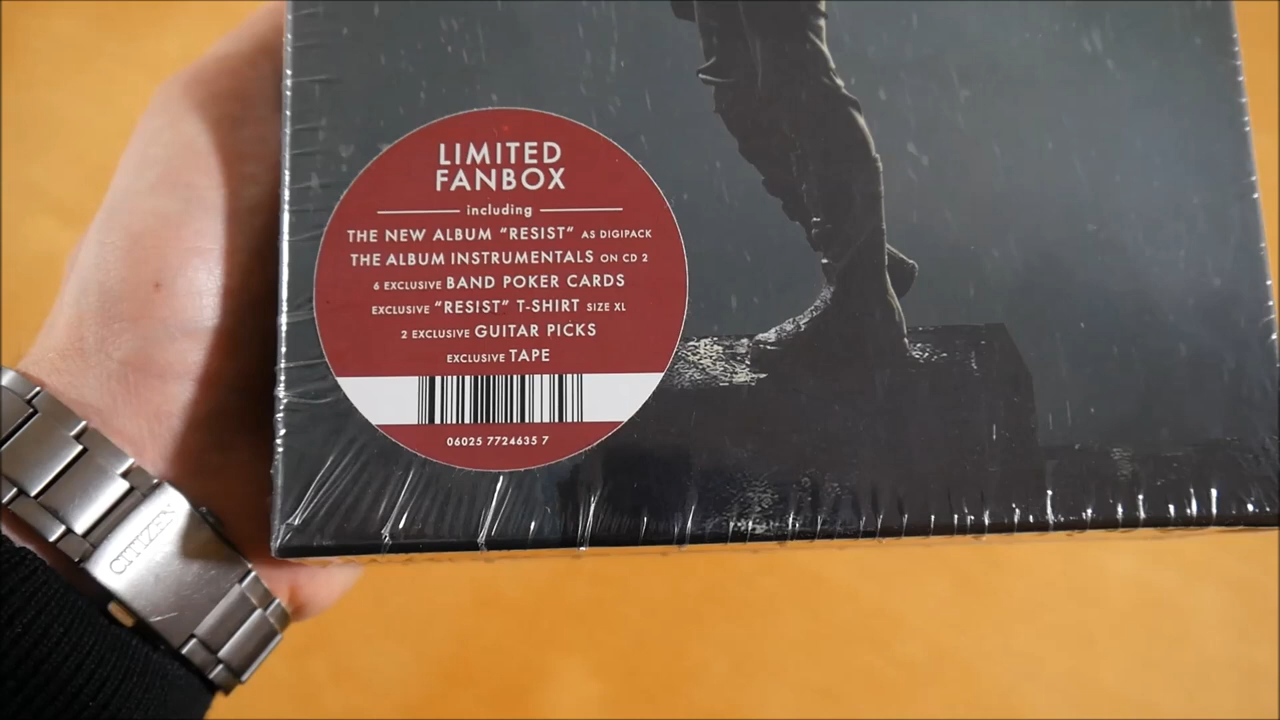 LIMITED
FANBOX
including
THE NEW ALBUM “RESIST“ AS DIGIPACK
THE ALBUM INSTRUMENTALS ON CD 2
6 EXCLUSIVE BAND POKER CARDS
EXCLUSIVE “RESIST” T-SHIRT SIZE XL
2 EXCLUSIVE GUITAR PICKS
EXCLUSIVE TAPE
06025 7724635 7
CITIZEN